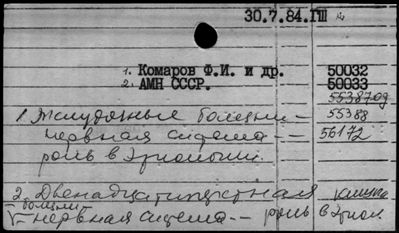 30.7.84.ГШ
1. Комаров Ф.И. и др. 50032
2. АМН СССР. 50033
5538709
1. Желудочные болезни – 55388
нервная система – 56172
роль в этиологии.
2. Двенадцатиперстная кишка
– болезни
– нервная система – роль в этиол.